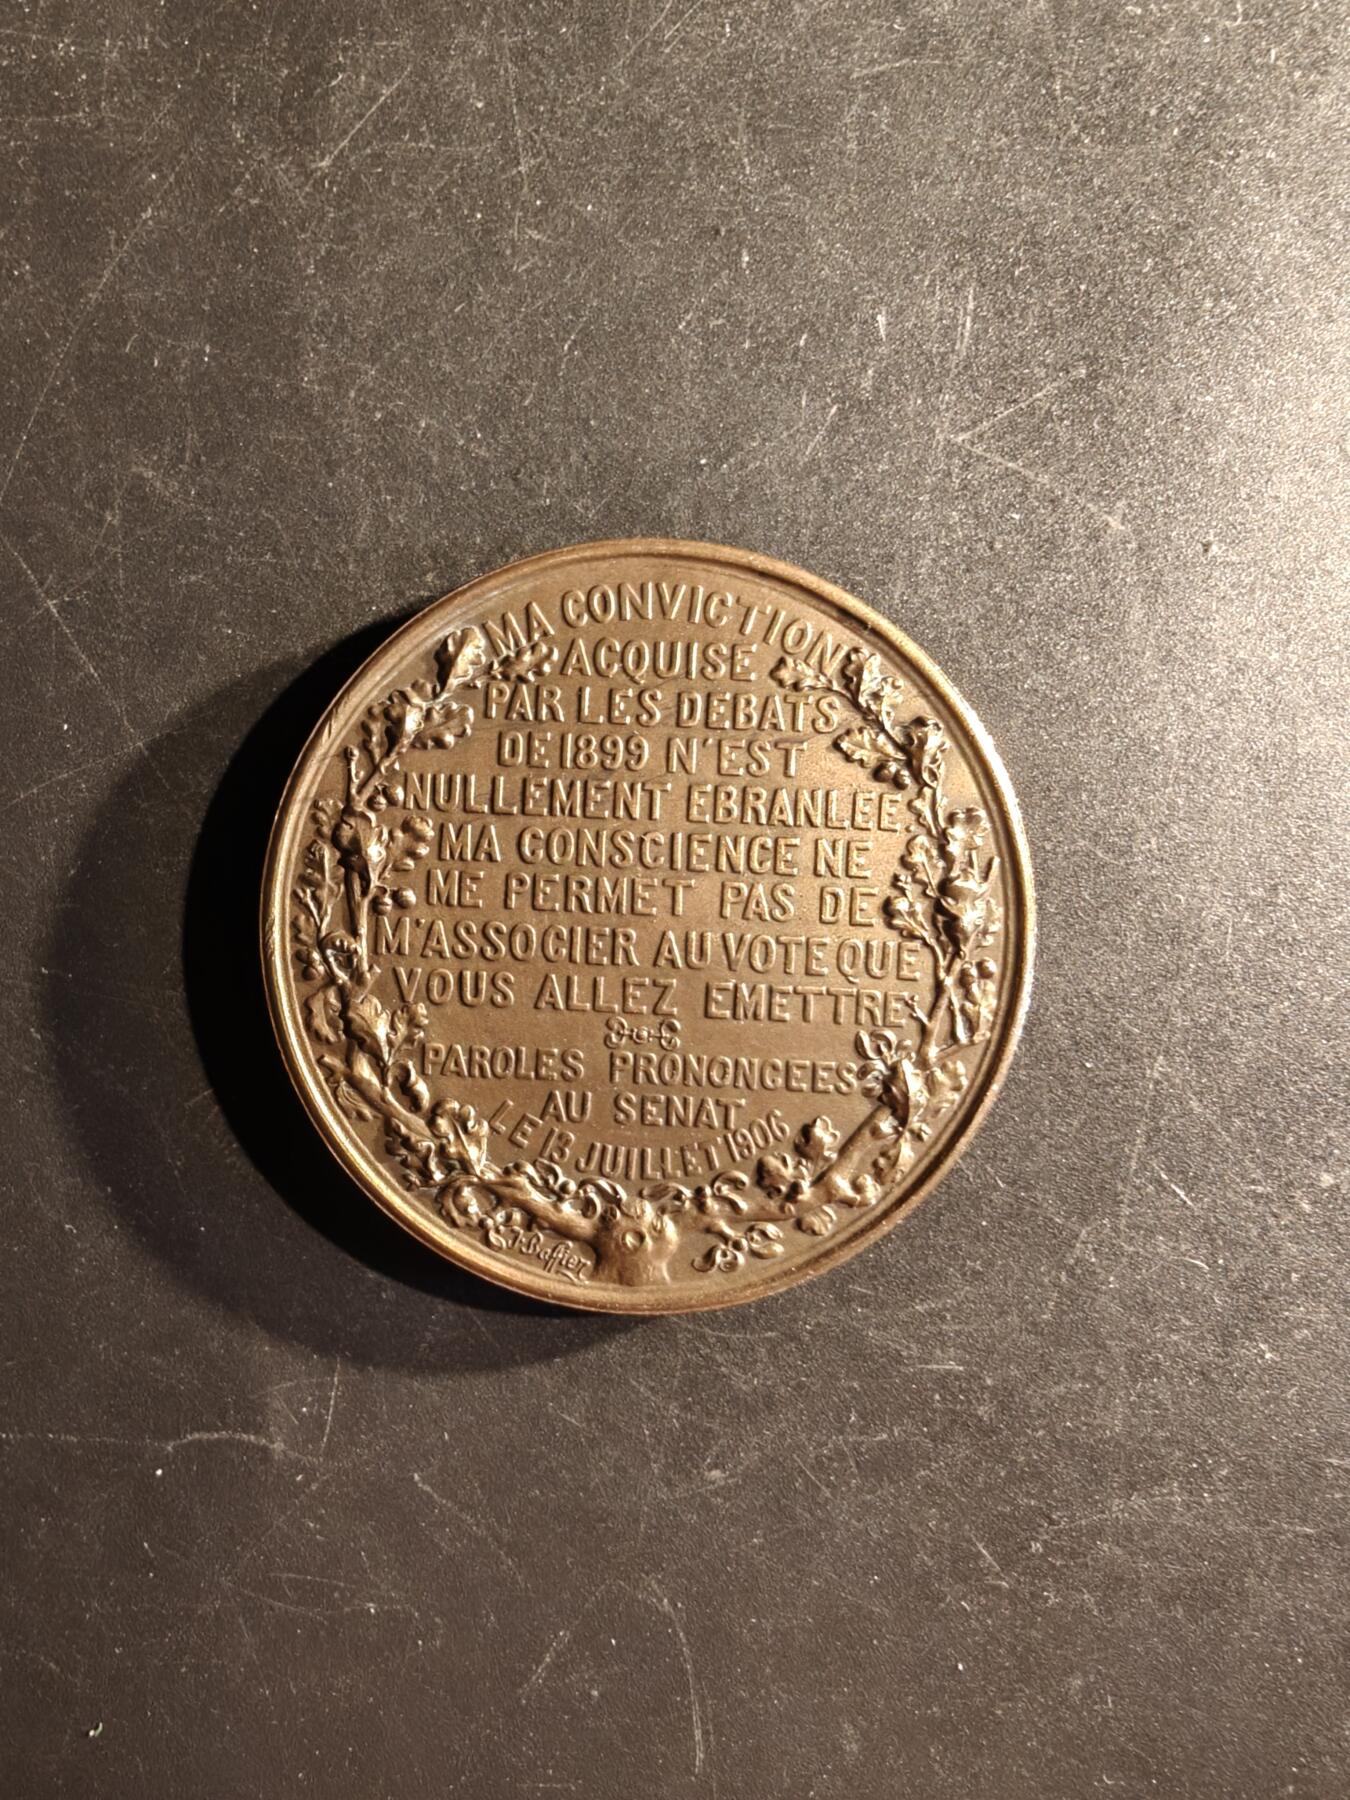 MA CONVICTION
ACQUISE
PAR LES DEBATS
DE 1899 N'EST
NULLEMENT EBRANLEE.
MA CONSCIENCE NE
ME PERMET PAS DE
M'ASSOCIER AU VOTE QUE
VOUS ALLEZ EMETTRE
PAROLES PRONONCEES
AU SENAT
LE 13 JUILLET 1906
J. Baffier